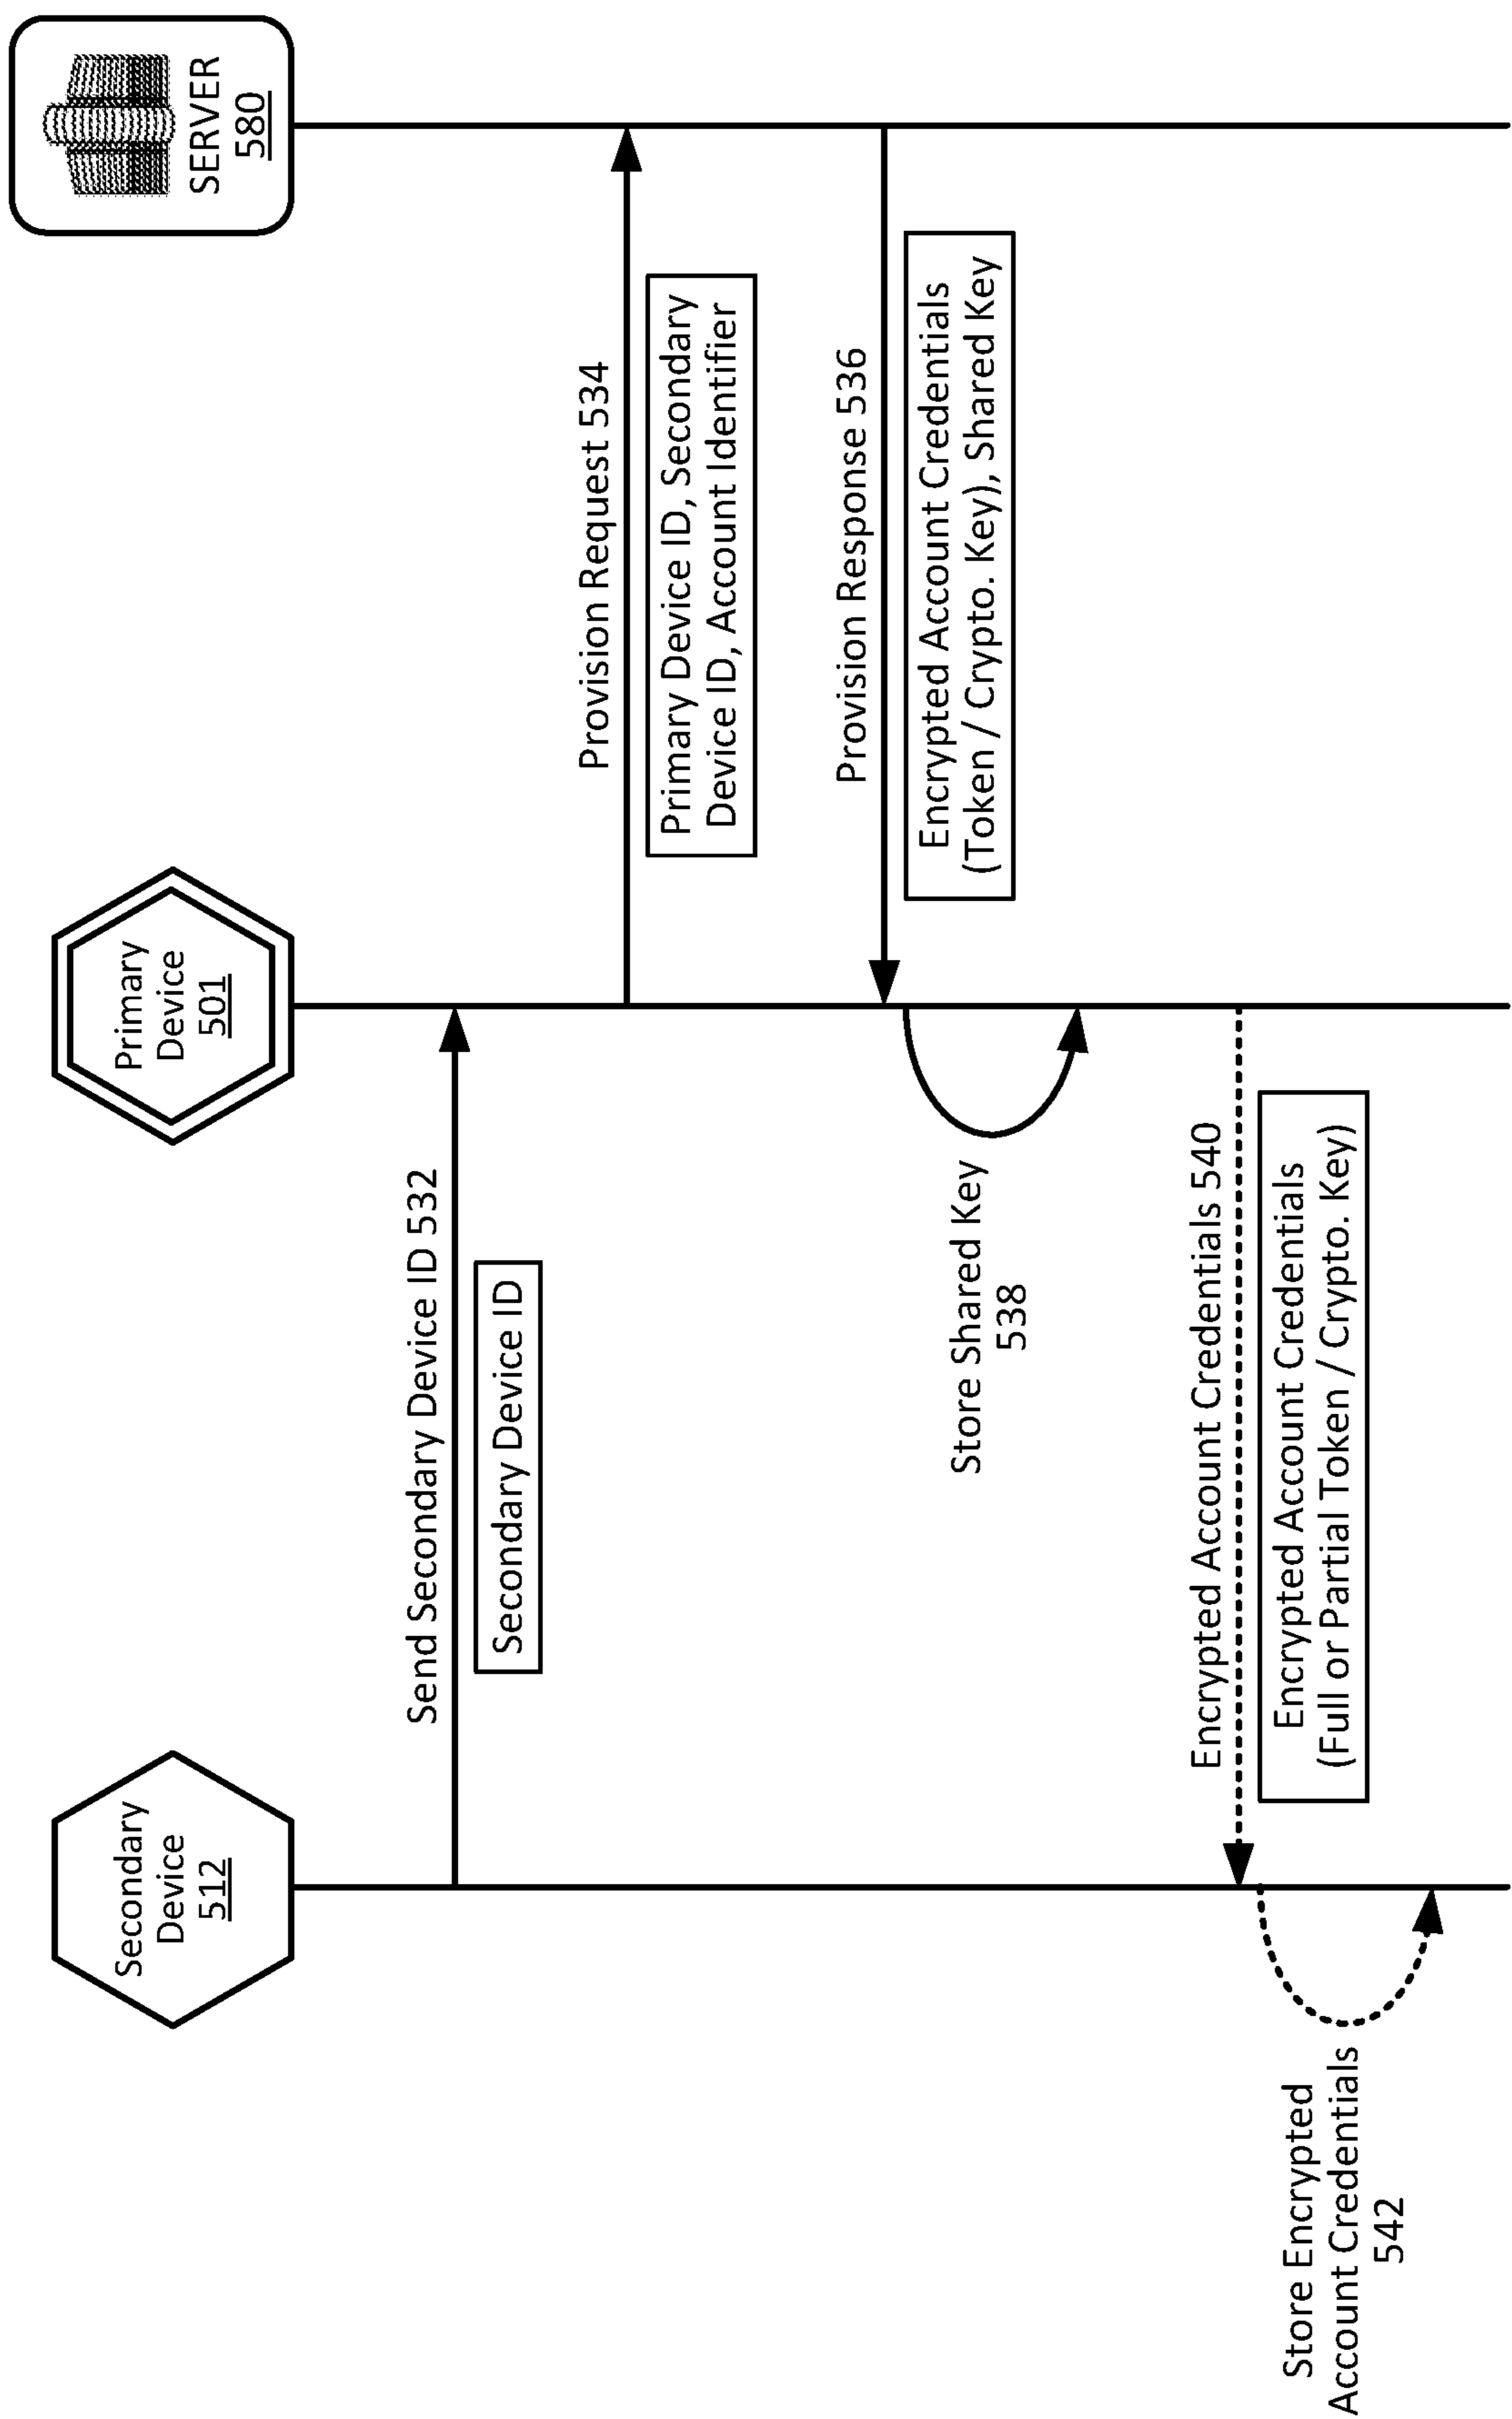 Secondary
Device
512
Primary
Device
501
SERVER
580
Send Secondary Device ID 532
Secondary Device ID
Provision Request 534
Primary Device ID, Secondary
Device ID, Account Identifier
Provision Response 536
Encrypted Account Credentials
(Token / Crypto. Key), Shared Key
Store Shared Key
538
Encrypted Account Credentials 540
Encrypted Account Credentials
(Full or Partial Token / Crypto. Key)
Store Encrypted
Account Credentials
542